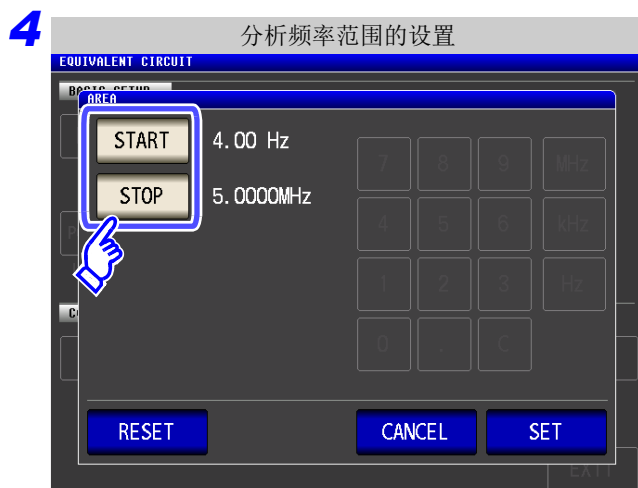 4
分析频率范围的设置
EQUIVALENT CIRCUIT
AREA
START 4.00 Hz
STOP 5.0000MHz
7 8 9 MHz
4 5 6 kHz
1 2 3 Hz
0 . C
RESET CANCEL SET
EXIT